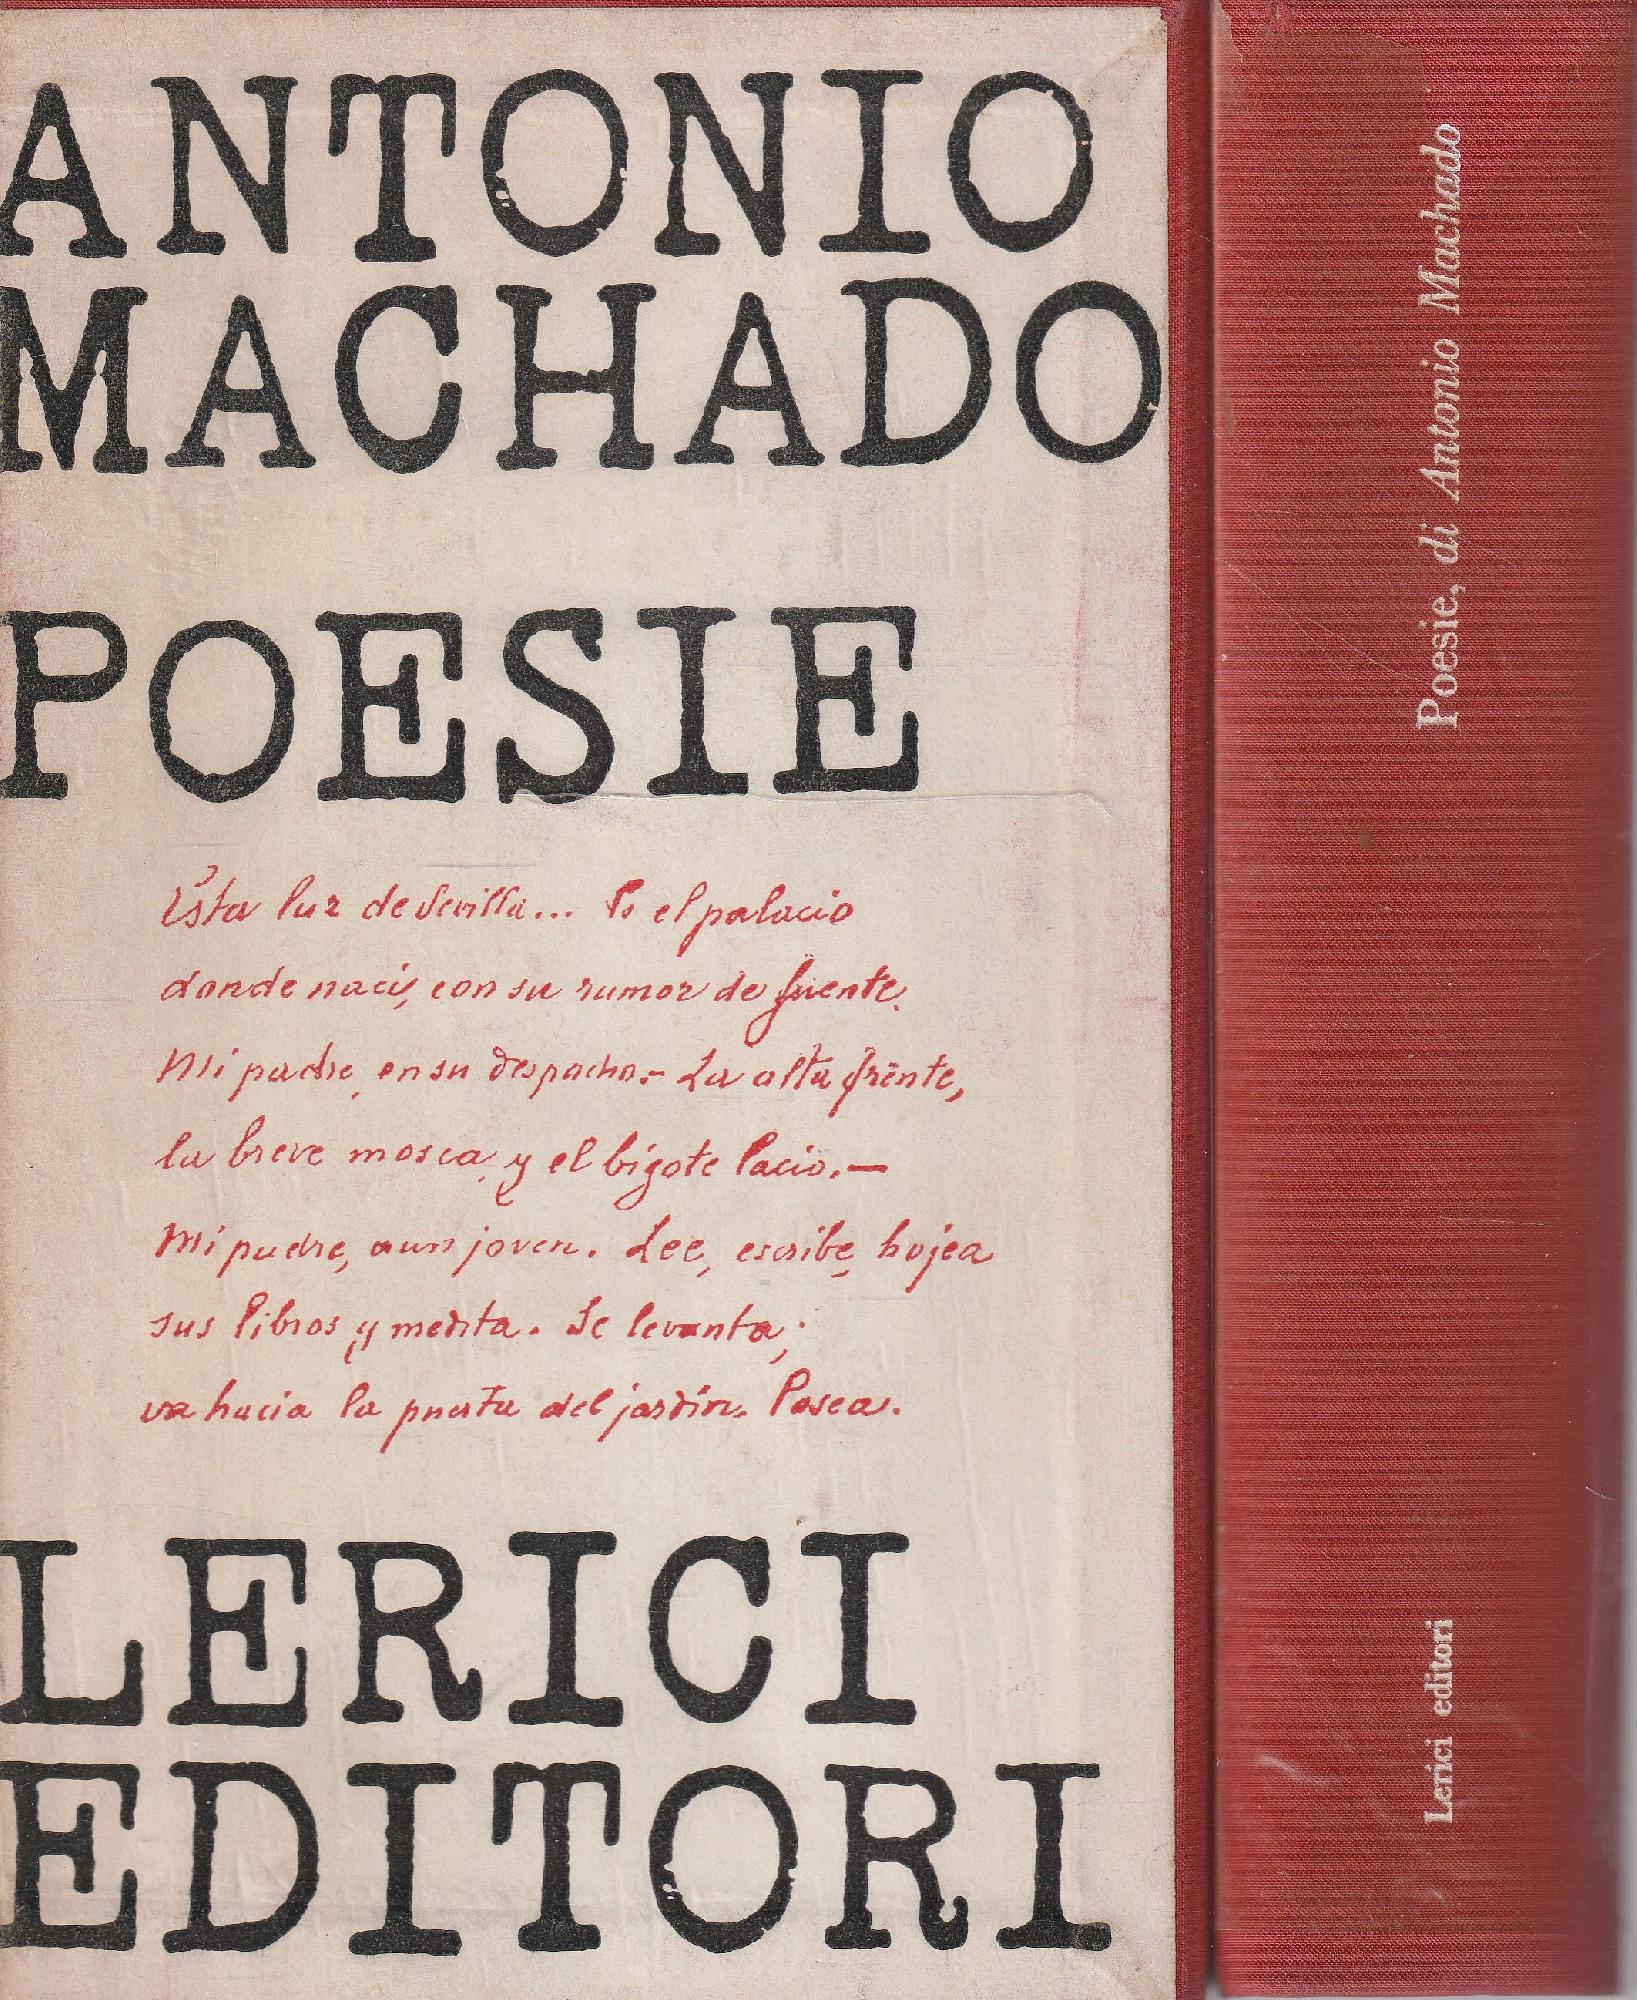 ANTONIO
MACHADO
POESIE
Esta luz de Sevilla... Es el palacio
donde nací, con su rumor de fuente.
Mi padre, en su despacho.- La alta frente,
la breve mosca, y el bigote lacio.—
Mi padre, aun joven. Lee, escribe, hojea
sus libros y medita. Se levanta;
va hacia la puerta del jardín. Pasea.
LERICI
EDITORI
Poesie, di Antonio Machado
Lerici editori